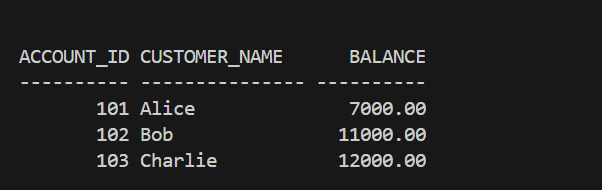 ACCOUNT_ID CUSTOMER_NAME      BALANCE
---------- --------------- ----------
       101 Alice              7000.00
       102 Bob               11000.00
       103 Charlie           12000.00